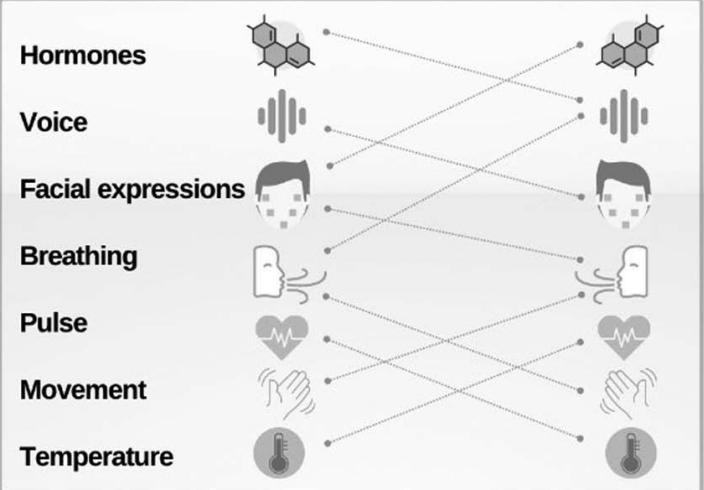 Hormones
Voice
Facial expressions
Breathing
Pulse
Movement
Temperature